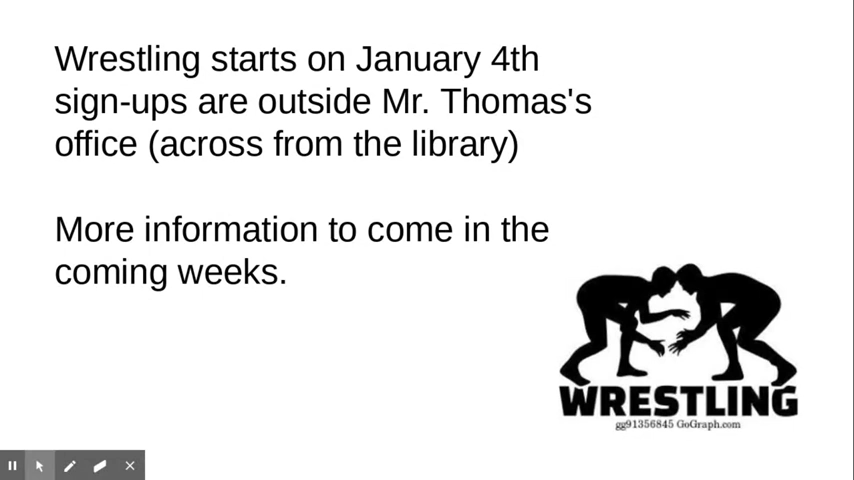 Wrestling starts on January 4th
sign-ups are outside Mr. Thomas's
office (across from the library)
More information to come in the
coming weeks.
WRESTLING
gg91356845 GoGraph.com